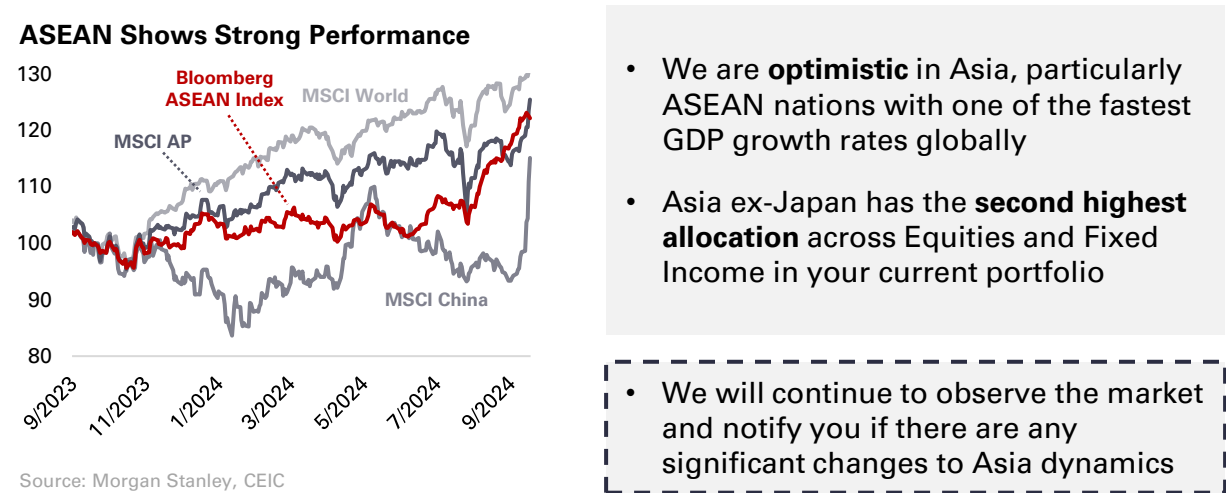 ASEAN Shows Strong Performance
130
120
110
100
90
80
Bloomberg
ASEAN Index
MSCI World
MSCI AP
MSCI China
9/2023
11/2023
1/2024
3/2024
5/2024
7/2024
9/2024
Source: Morgan Stanley, CEIC
• We are optimistic in Asia, particularly
ASEAN nations with one of the fastest
GDP growth rates globally
• Asia ex-Japan has the second highest
allocation across Equities and Fixed
Income in your current portfolio
• We will continue to observe the market
and notify you if there are any
significant changes to Asia dynamics